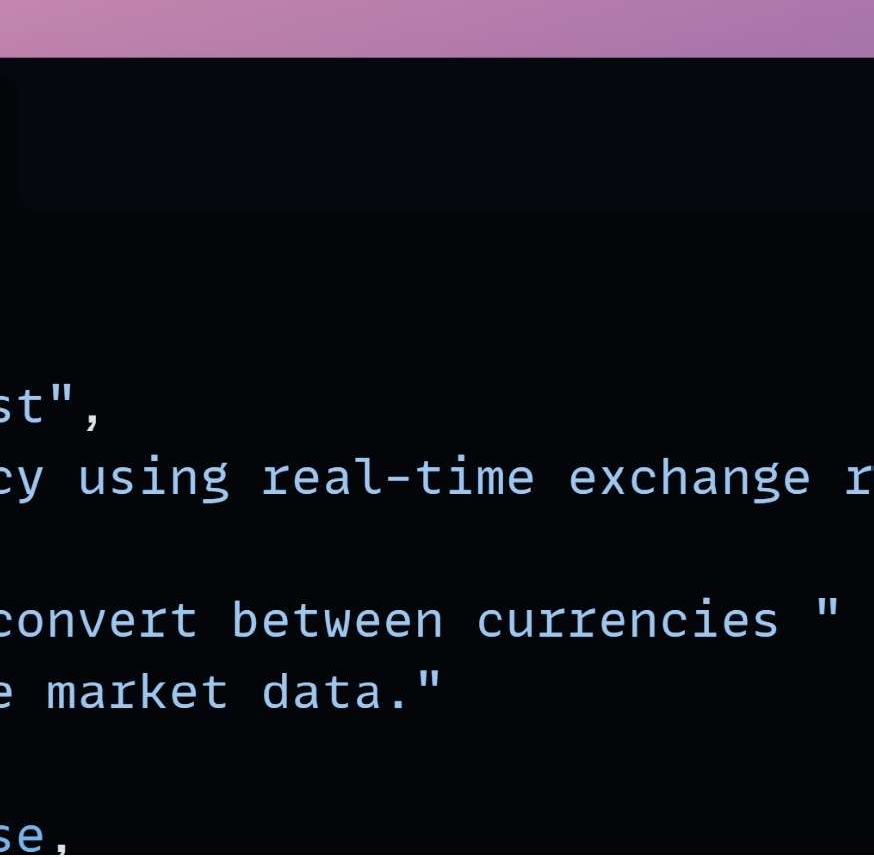 st",
cy using real-time exchange r
convert between currencies "
e market data."
se,